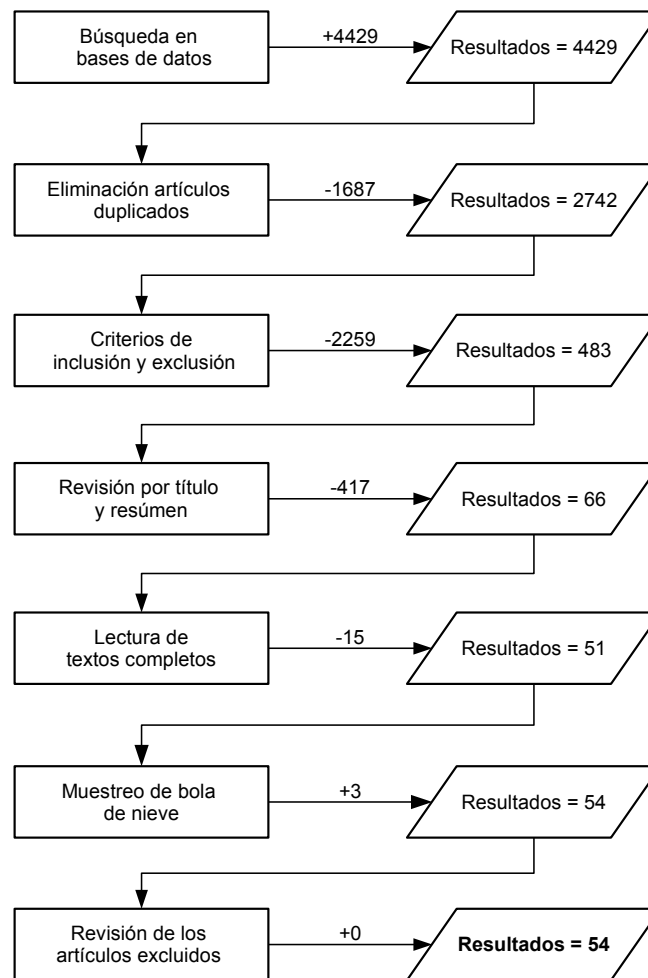 Búsqueda en
bases de datos
+4429
Resultados = 4429
Eliminación artículos
duplicados
-1687
Resultados = 2742
Criterios de
inclusión y exclusión
-2259
Resultados = 483
Revisión por título
y resúmen
-417
Resultados = 66
Lectura de
textos completos
-15
Resultados = 51
Muestreo de bola
de nieve
+3
Resultados = 54
Revisión de los
artículos excluidos
+0
Resultados = 54